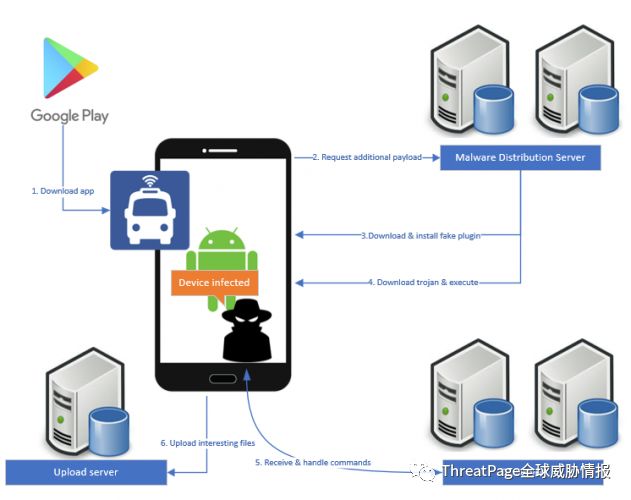 Google Play
1. Download app
2. Request additional payload
Malware Distribution Server
3.Download & install fake plugin
4. Download trojan & execute
Device infected
6. Upload interesting files
5. Receive & handle commands
Upload server
ThreatPage全球威胁情报